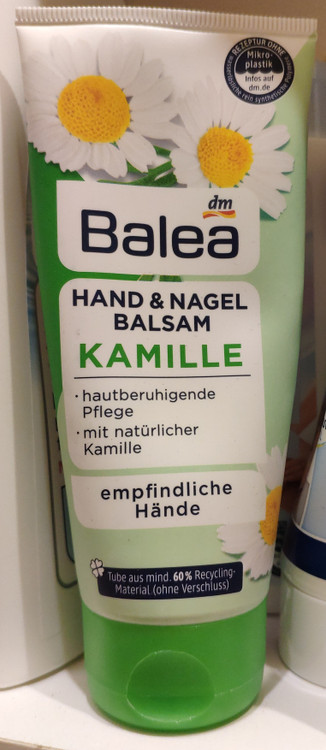 REZEPTUR OHNE
Mikro-
plastik
Infos auf
dm.de
dm
Balea
HAND & NAGEL
BALSAM
KAMILLE
· hautberuhigende
Pflege
· mit natürlicher
Kamille
empfindliche
Hände
Tube aus mind. 60% Recycling-
Material (ohne Verschluss)